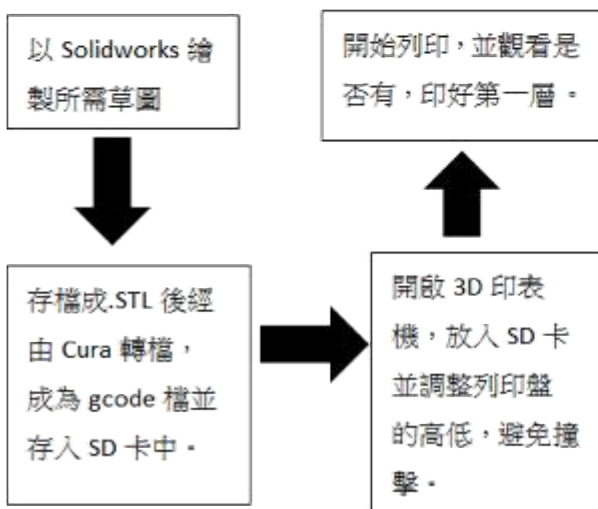 以 Solidworks 繪
製所需草圖
存檔成.STL 後經
由 Cura 轉檔，
成為 gcode 檔並
存入 SD 卡中。
開啟 3D 印表
機，放入 SD 卡
並調整列印盤
的高低，避免撞
擊。
開始列印，並觀看是
否有，印好第一層。